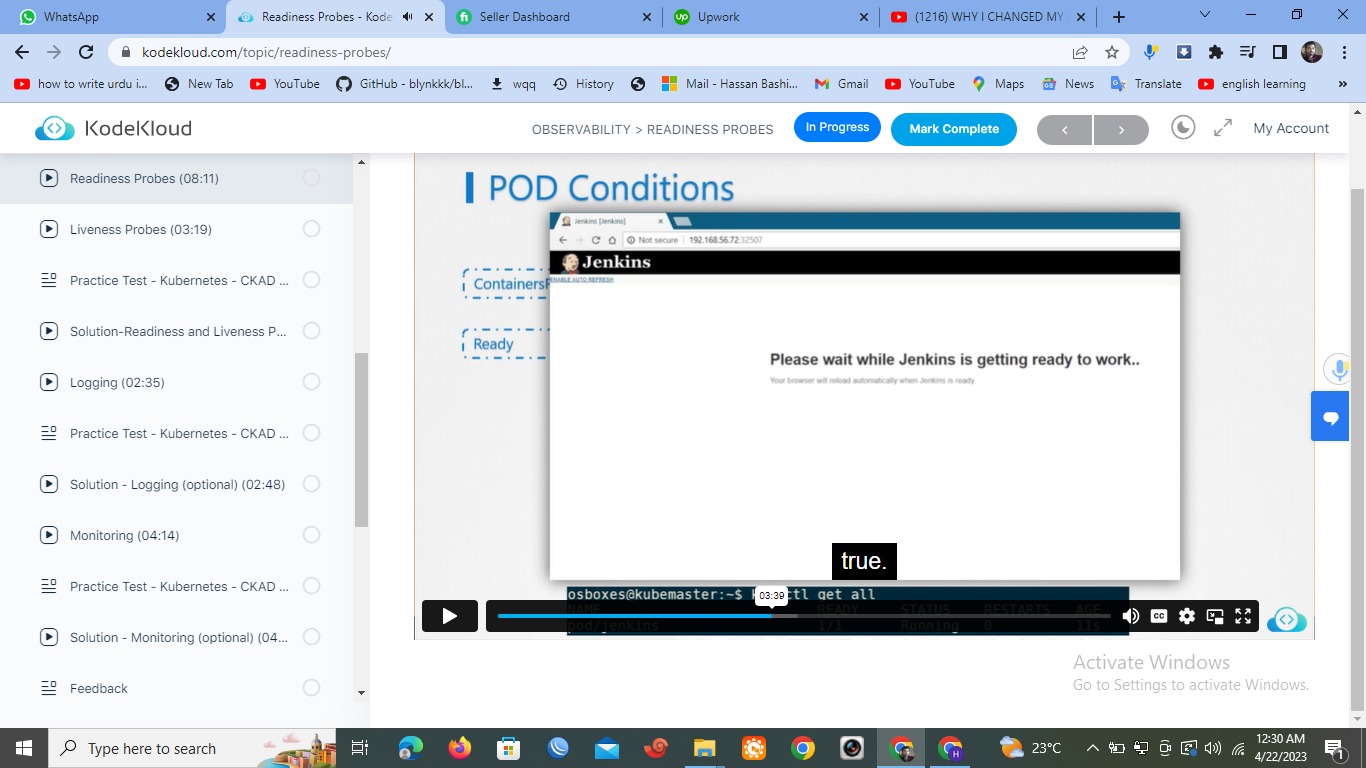 WhatsApp
Readiness Probes - Kode
Seller Dashboard
Upwork
(1216) WHY I CHANGED MY
kodekloud.com/topic/readiness-probes/
how to write urdu i...
New Tab
YouTube
GitHub - blynkkk/bl...
wqq
History
Mail - Hassan Bashi...
Gmail
YouTube
Maps
News
Translate
english learning
»
KodeKloud
OBSERVABILITY > READINESS PROBES
In Progress
Mark Complete
My Account
Readiness Probes (08:11)
Liveness Probes (03:19)
Practice Test - Kubernetes - CKAD ...
Solution-Readiness and Liveness P...
Logging (02:35)
Practice Test - Kubernetes - CKAD ...
Solution - Logging (optional) (02:48)
Monitoring (04:14)
Practice Test - Kubernetes - CKAD ...
Solution - Monitoring (optional) (04...
Feedback
POD Conditions
Jenkins [Jenkins]
Not secure | 192.168.56.72:32507
Jenkins
ENABLE AUTO REFRESH
Ready
Please wait while Jenkins is getting ready to work..
Your browser will reload automatically when Jenkins is ready.
true.
osboxes@kubemaster:~$
get all
03:39
NAME READY STATUS RESTARTS AGE
pod/jenkins 1/1 Running 0 11s
CC
Activate Windows
Go to Settings to activate Windows.
Type here to search
23°C
12:30 AM
4/22/2023
1